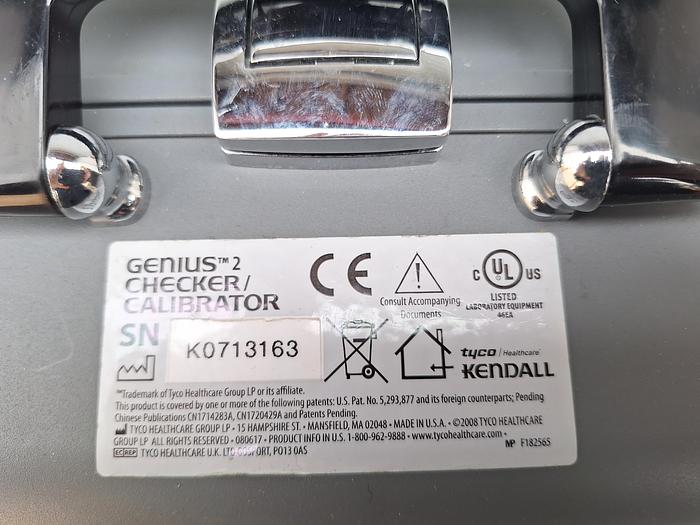 GENIUS™ 2
CHECKER/
CALIBRATOR
SN K0713163
Consult Accompanying
Documents
C UL US
LISTED
LABORATORY EQUIPMENT
46EA
tyco / Healthcare
KENDALL
™Trademark of Tyco Healthcare Group LP or its affiliate.
This product is covered by one or more of the following patents: U.S. Pat. No. 5,293,877 and its foreign counterparts; Pending
Chinese Publications CN1714283A, CN1720429A and Patents Pending.
TYCO HEALTHCARE GROUP LP • 15 HAMPSHIRE ST. • MANSFIELD, MA 02048 • MADE IN U.S.A. • ©2008 TYCO HEALTHCARE
GROUP LP ALL RIGHTS RESERVED • 080617 • PRODUCT INFO IN U.S. 1-800-962-9888 • www.tycohealthcare.com •
MP F182565
EC REP TYCO HEALTHCARE U.K. LTD GOSPORT, PO13 0AS